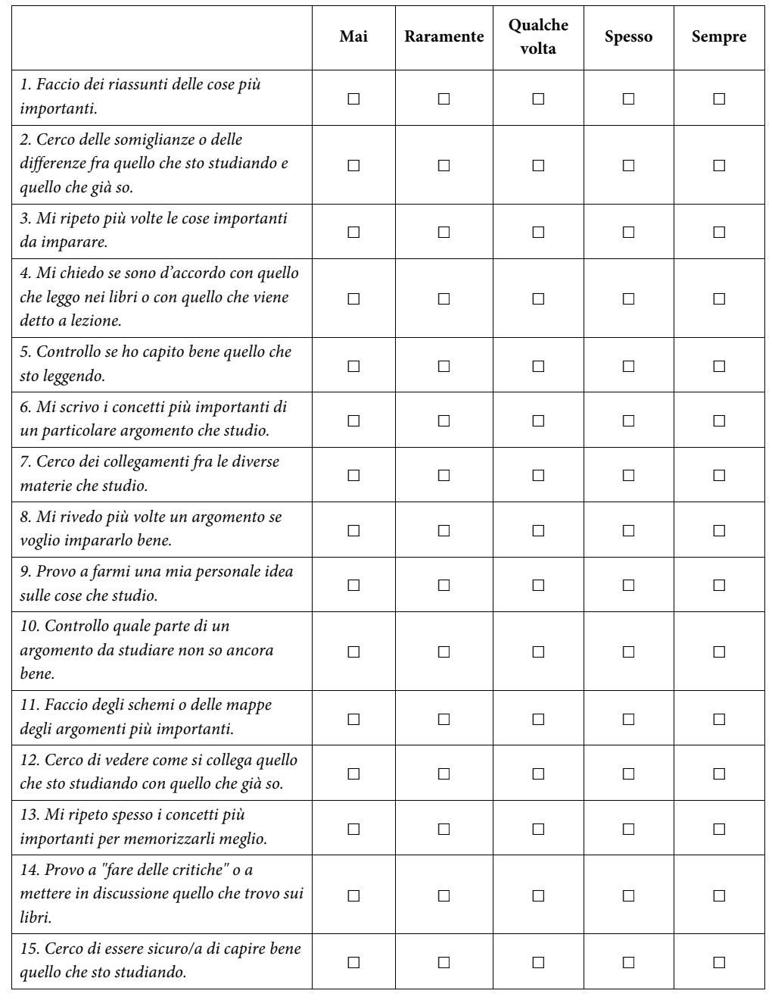 Mai Raramente Qualche volta Spesso Sempre
1. Faccio dei riassunti delle cose più
importanti.
☐ ☐ ☐ ☐ ☐
2. Cerco delle somiglianze o delle
differenze fra quello che sto studiando e
quello che già so.
☐ ☐ ☐ ☐ ☐
3. Mi ripeto più volte le cose importanti
da imparare.
☐ ☐ ☐ ☐ ☐
4. Mi chiedo se sono d’accordo con quello
che leggo nei libri o con quello che viene
detto a lezione.
☐ ☐ ☐ ☐ ☐
5. Controllo se ho capito bene quello che
sto leggendo.
☐ ☐ ☐ ☐ ☐
6. Mi scrivo i concetti più importanti di
un particolare argomento che studio.
☐ ☐ ☐ ☐ ☐
7. Cerco dei collegamenti fra le diverse
materie che studio.
☐ ☐ ☐ ☐ ☐
8. Mi rivedo più volte un argomento se
voglio impararlo bene.
☐ ☐ ☐ ☐ ☐
9. Provo a farmi una mia personale idea
sulle cose che studio.
☐ ☐ ☐ ☐ ☐
10. Controllo quale parte di un
argomento da studiare non so ancora
bene.
☐ ☐ ☐ ☐ ☐
11. Faccio degli schemi o delle mappe
degli argomenti più importanti.
☐ ☐ ☐ ☐ ☐
12. Cerco di vedere come si collega quello
che sto studiando con quello che già so.
☐ ☐ ☐ ☐ ☐
13. Mi ripeto spesso i concetti più
importanti per memorizzarli meglio.
☐ ☐ ☐ ☐ ☐
14. Provo a "fare delle critiche" o a
mettere in discussione quello che trovo sui
libri.
☐ ☐ ☐ ☐ ☐
15. Cerco di essere sicuro/a di capire bene
quello che sto studiando.
☐ ☐ ☐ ☐ ☐